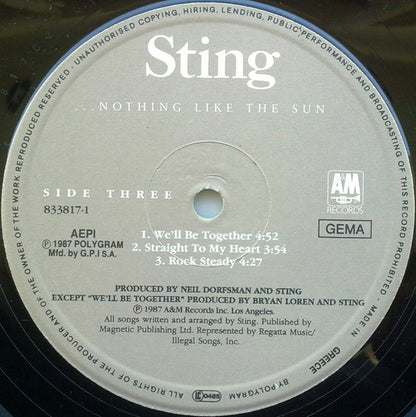 Sting
...NOTHING LIKE THE SUN
SIDE THREE
833817-1
AEPI
Ⓟ 1987 POLYGRAM
Mfd. by G.P.I S.A.
A&M
RECORDS
GEMA
1. We'll Be Together 4:52
2. Straight To My Heart 3:54
3. Rock Steady 4:27
PRODUCED BY NEIL DORFSMAN AND STING
EXCEPT "WE'LL BE TOGETHER" PRODUCED BY BRYAN LOREN AND STING
Ⓟ 1987 A&M Records Inc. Los Angeles.
All songs written and arranged by Sting. Published by
Magnetic Publishing Ltd. Represented by Regatta Music/
Illegal Songs, Inc.
ALL RIGHTS OF THE PRODUCER AND OF THE OWNER OF THE WORK REPRODUCED RESERVED - UNAUTHORISED COPYING, HIRING, LENDING, PUBLIC PERFORMANCE AND BROADCASTING OF THIS RECORD PROHIBITED - MADE IN GREECE BY POLYGRAM
LC 0485